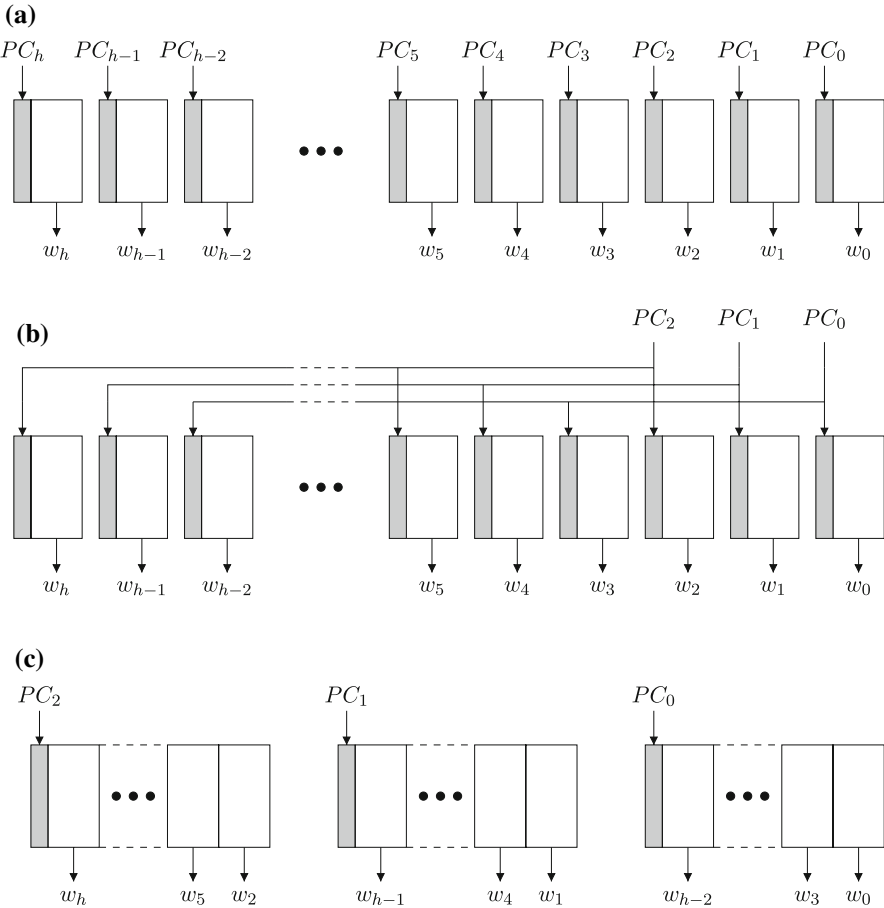 (a)
PC_h PC_{h-1} PC_{h-2} PC_5 PC_4 PC_3 PC_2 PC_1 PC_0
w_h w_{h-1} w_{h-2} w_5 w_4 w_3 w_2 w_1 w_0
(b)
PC_2 PC_1 PC_0
w_h w_{h-1} w_{h-2} w_5 w_4 w_3 w_2 w_1 w_0
(c)
PC_2 PC_1 PC_0
w_h w_5 w_2 w_{h-1} w_4 w_1 w_{h-2} w_3 w_0